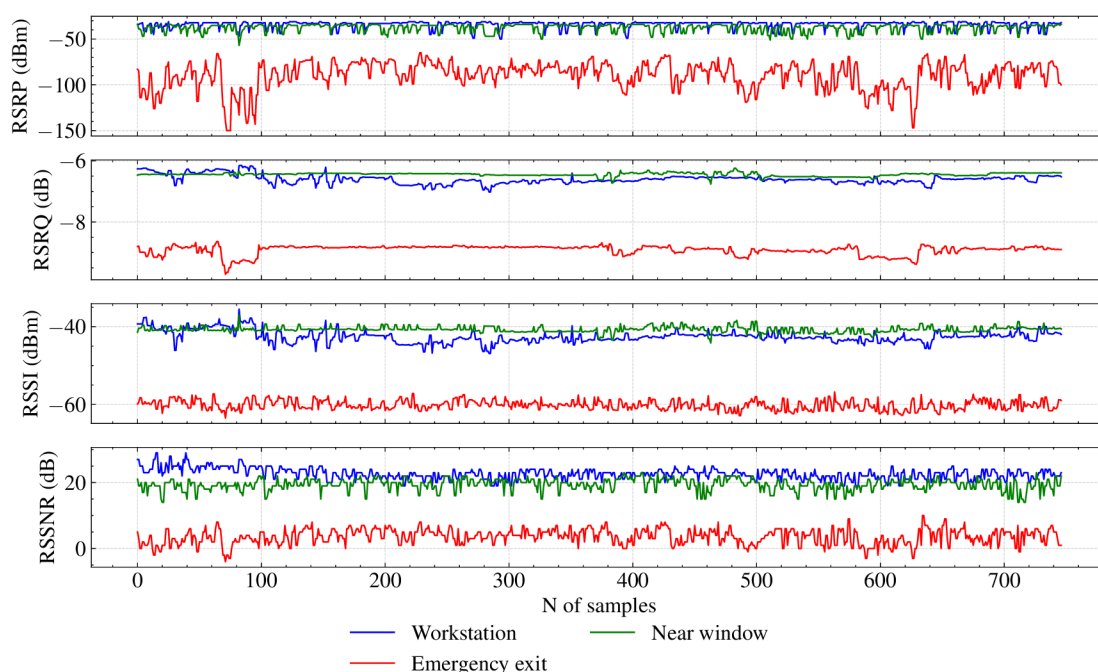 RSRP (dBm)
−50
−100
−150
RSRQ (dB)
−6
−8
RSSI (dBm)
−40
−60
RSSNR (dB)
20
0
0 100 200 300 400 500 600 700
N of samples
Workstation Near window
Emergency exit